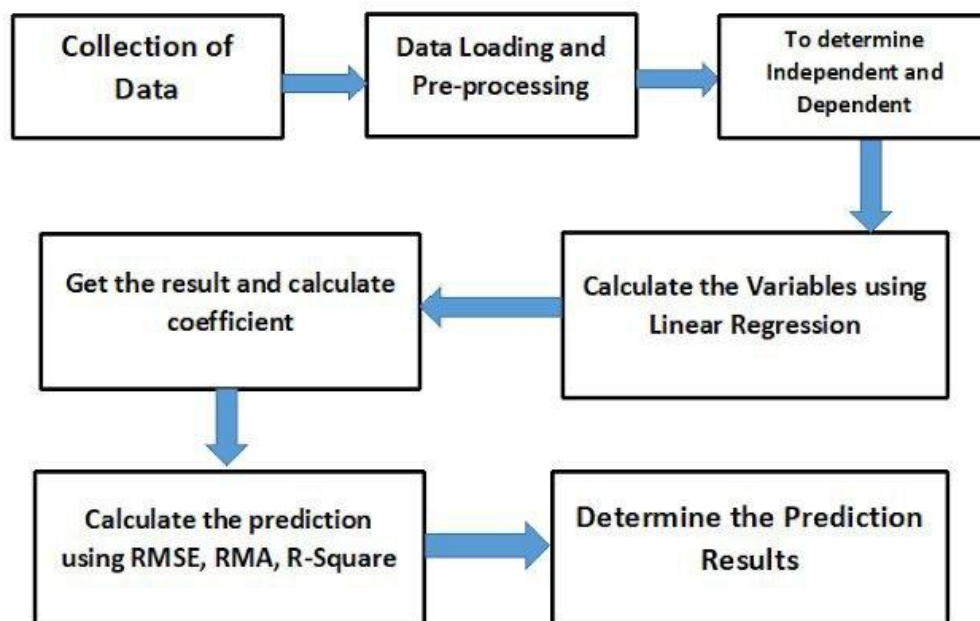 Collection of
Data
Data Loading and
Pre-processing
To determine
Independent and
Dependent
Calculate the Variables using
Linear Regression
Get the result and calculate
coefficient
Calculate the prediction
using RMSE, RMA, R-Square
Determine the Prediction
Results